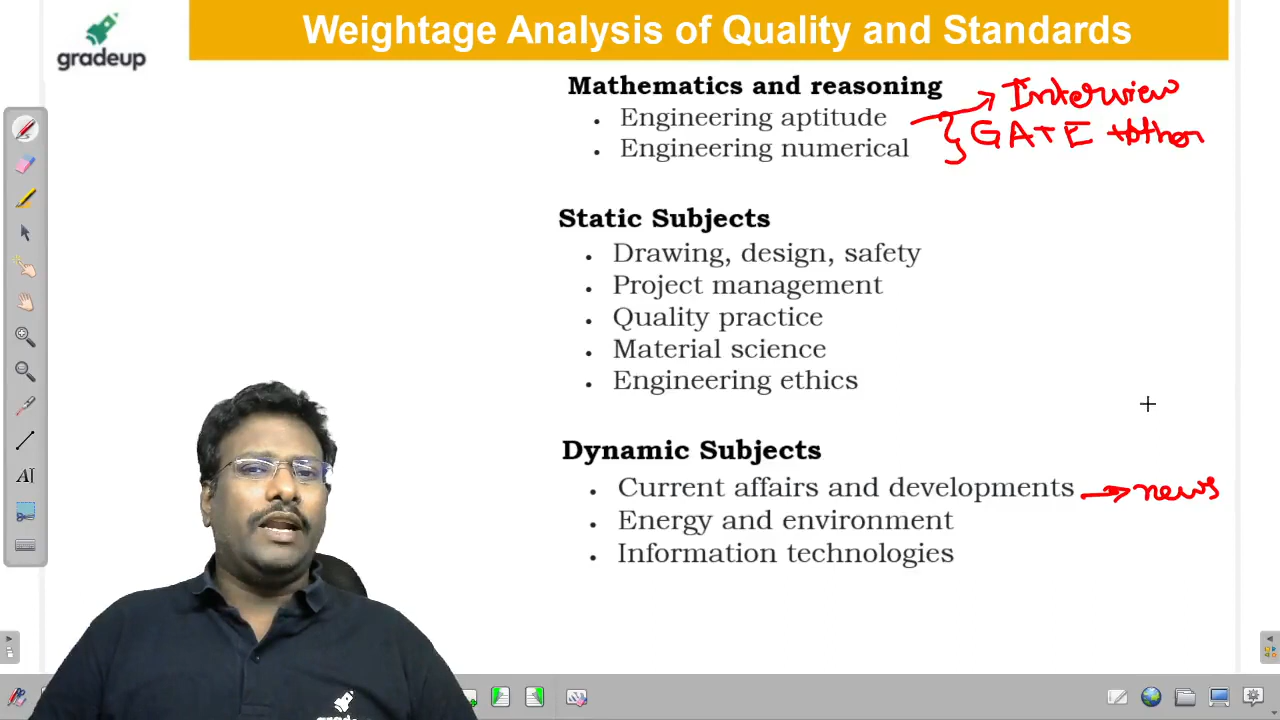 gradeup
Weightage Analysis of Quality and Standards
Mathematics and reasoning
• Engineering aptitude
• Engineering numerical
Interview
GATE
Static Subjects
• Drawing, design, safety
• Project management
• Quality practice
• Material science
• Engineering ethics
Dynamic Subjects
• Current affairs and developments
news
• Energy and environment
• Information technologies
AI
gradeup